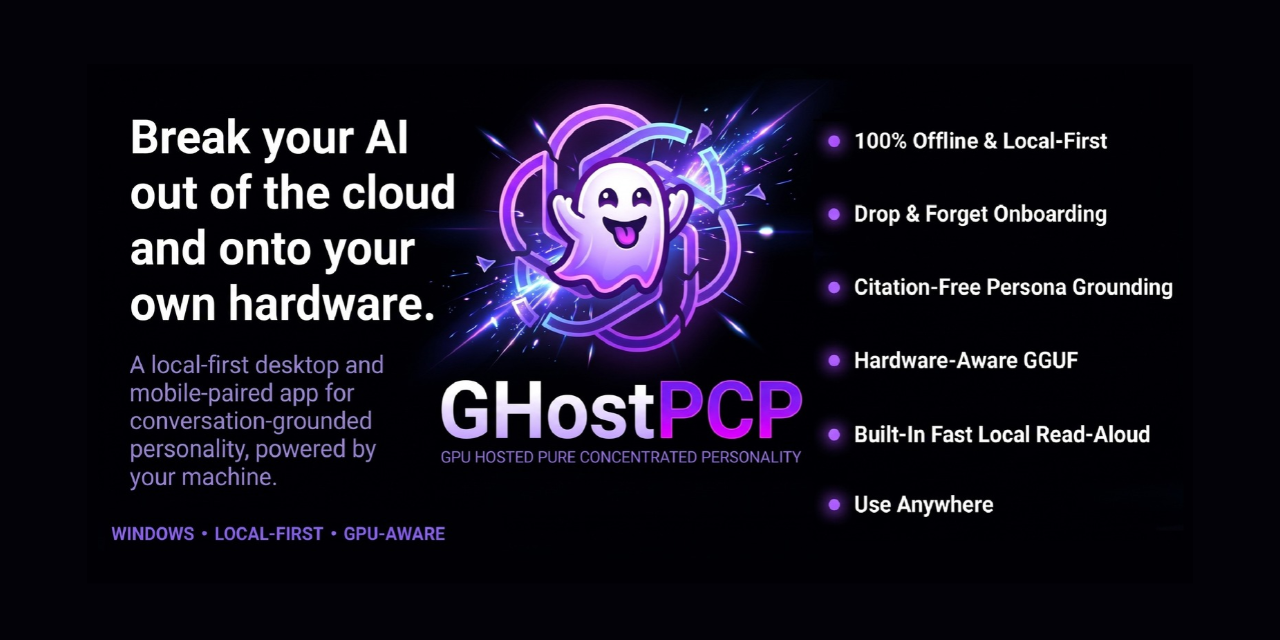 Break your AI
out of the cloud
and onto your
own hardware.
A local-first desktop and
mobile-paired app for
conversation-grounded
personality, powered by
your machine.
WINDOWS • LOCAL-FIRST • GPU-AWARE
GHostPCP
GPU HOSTED PURE CONCENTRATED PERSONALITY
100% Offline & Local-First
Drop & Forget Onboarding
Citation-Free Persona Grounding
Hardware-Aware GGUF
Built-In Fast Local Read-Aloud
Use Anywhere